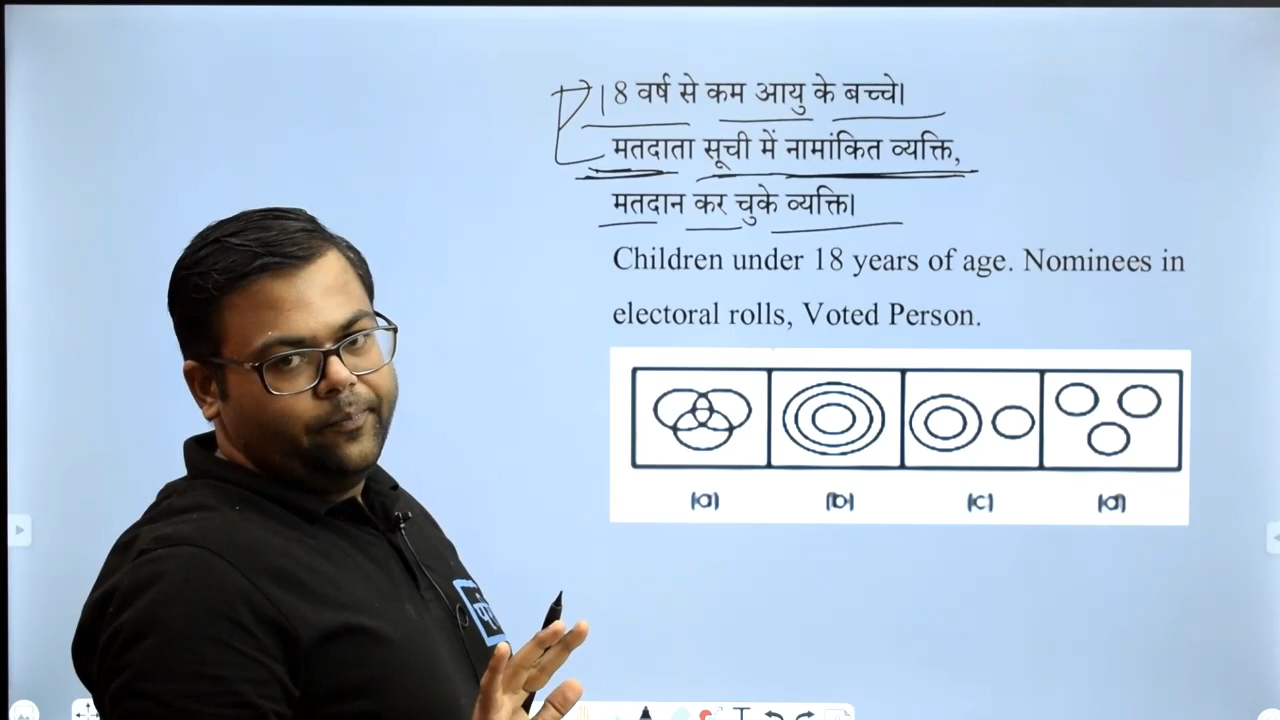 18 वर्ष से कम आयु के बच्चे।
मतदाता सूची में नामांकित व्यक्ति,
मतदान कर चुके व्यक्ति।
Children under 18 years of age. Nominees in
electoral rolls, Voted Person.
(a) (b) (c) (d)